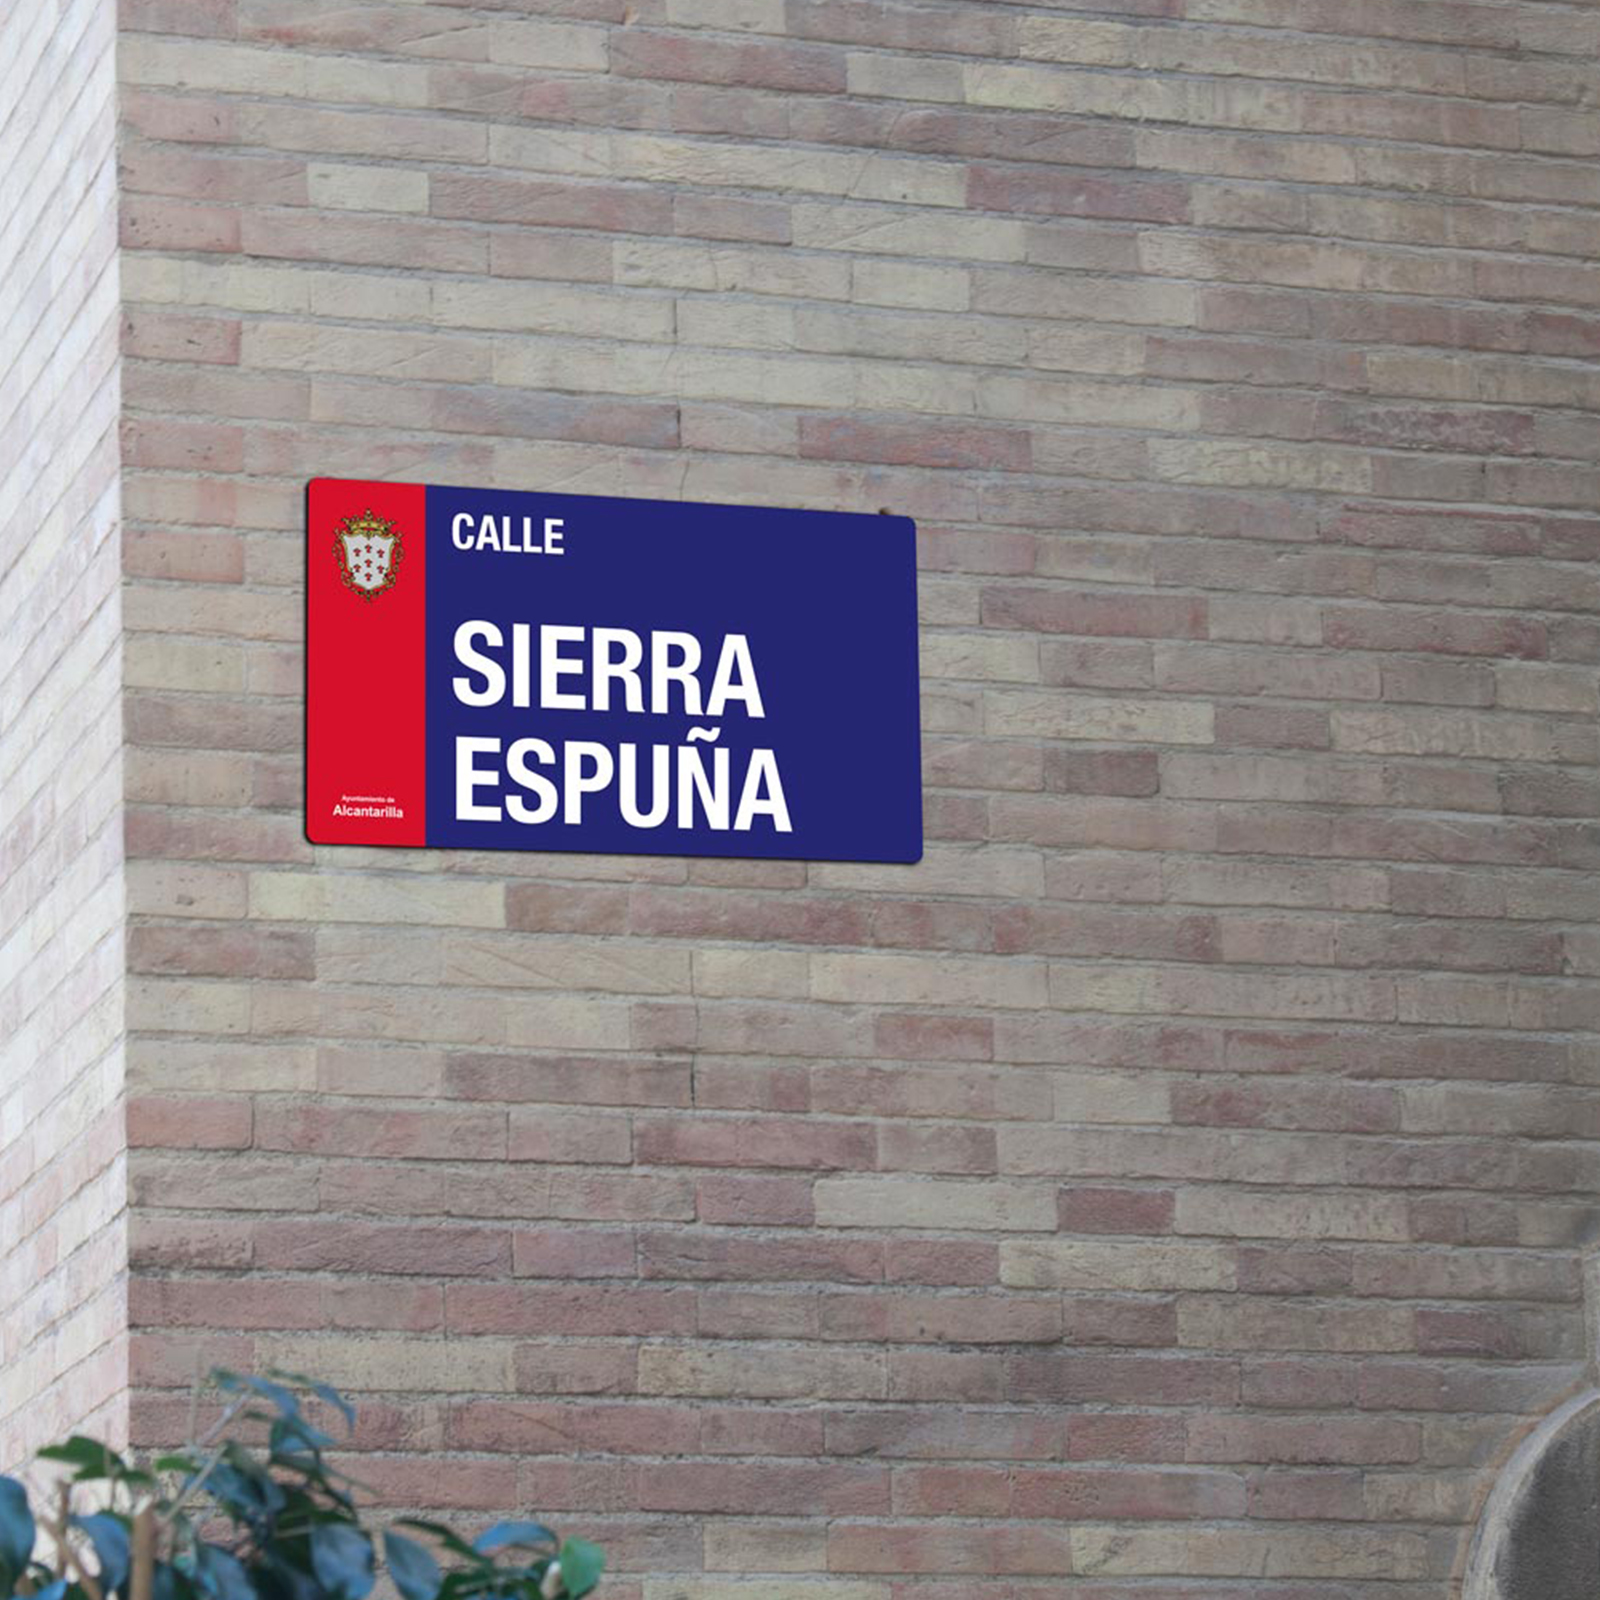 CALLE
SIERRA
ESPUÑA
Ayuntamiento de
Alcantarilla